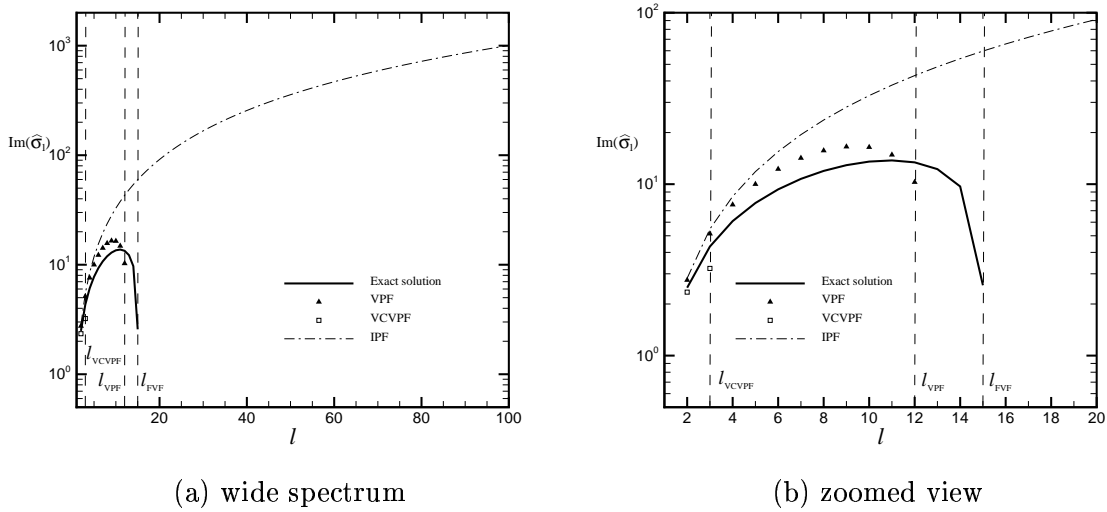 10³
10²
10¹
10⁰
Im(σ̂ₗ)
Exact solution
VPF
VCVPF
IPF
l_VCVPF
l_VPF
l_FVF
20
40
60
80
100
l
(a) wide spectrum
10²
10¹
10⁰
Im(σ̂ₗ)
Exact solution
VPF
VCVPF
IPF
l_VCVPF
l_VPF
l_FVF
2
4
6
8
10
12
14
16
18
20
l
(b) zoomed view